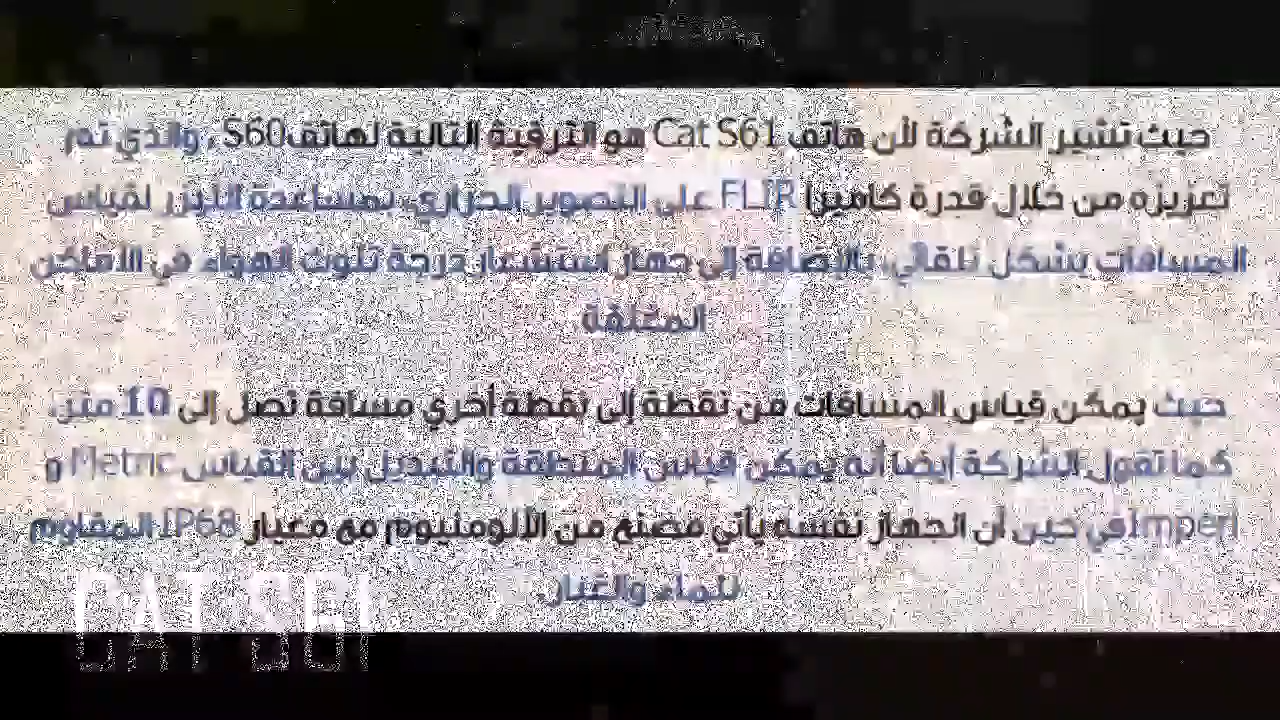 حيث تشير الشركة لأن هاتف Cat S61 هو الترقية التالية لهاتف S60، والذي تم
تعزيزه من خلال قدرة كاميرا FLIR على التصوير الحراري، بمساعدة الليزر لقياس
المسافات بشكل تلقائي، بالإضافة إلى جهاز استشعار درجة تلوث الهواء في الأماكن
المغلقة
حيث يمكن قياس المسافات من نقطة إلى نقطة أخري مسافة تصل إلى 10 متر،
كما تقول الشركة أيضا أنه يمكن قياس المنطقة والتبديل بين القياس Metric و
Imperl في حين أن الجهاز نفسه يأتي مصنع من الألومنيوم مع معيار IP68 المقاوم
للماء والغبار.
CAT S61